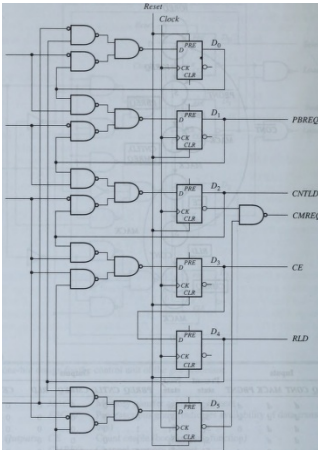 Reset
Clock
D0
PRE
D
CK
CLR
D1
PRE
D
CK
CLR
PBREQ
D2
PRE
D
CK
CLR
CNTLD
CMREQ
D3
PRE
D
CK
CLR
CE
D4
PRE
D
CK
CLR
RLD
D5
PRE
D
CK
CLR